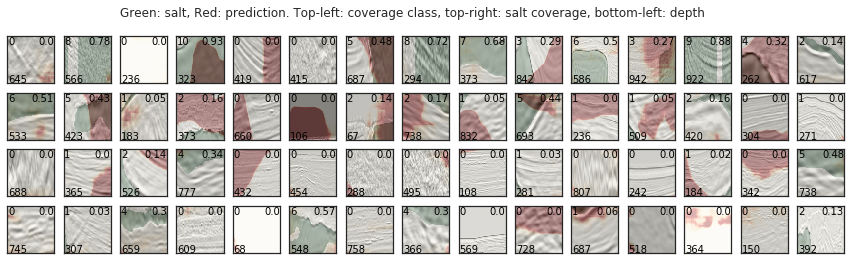 Green: salt, Red: prediction. Top-left: coverage class, top-right: salt coverage, bottom-left: depth
0 0.0 8 0.78 0 0.0 10 0.93 0 0.0 0 0.0 5 0.48 8 0.72 7 0.68 3 0.29 6 0.5 3 0.27 9 0.88 4 0.32 2 0.14
645 566 236 323 419 415 687 294 373 842 586 942 922 262 617
6 0.51 5 0.43 1 0.05 2 0.16 0 0.0 0 0.0 2 0.14 2 0.17 1 0.05 5 0.44 0 0.0 1 0.05 2 0.16 0 0.0 1 0.0
533 423 183 373 660 106 67 738 832 693 236 509 420 304 271
0 0.0 1 0.0 2 0.14 4 0.34 0 0.0 0 0.0 0 0.0 0 0.0 0 0.0 1 0.03 0 0.0 0 0.0 1 0.02 0 0.0 5 0.48
688 365 526 777 432 454 288 495 108 281 807 242 184 342 738
0 0.0 1 0.03 4 0.3 0 0.0 0 0.0 6 0.57 0 0.0 4 0.3 0 0.0 0 0.0 1 0.06 0 0.0 0 0.0 0 0.0 2 0.13
745 307 659 609 68 548 758 366 569 728 687 518 364 150 392